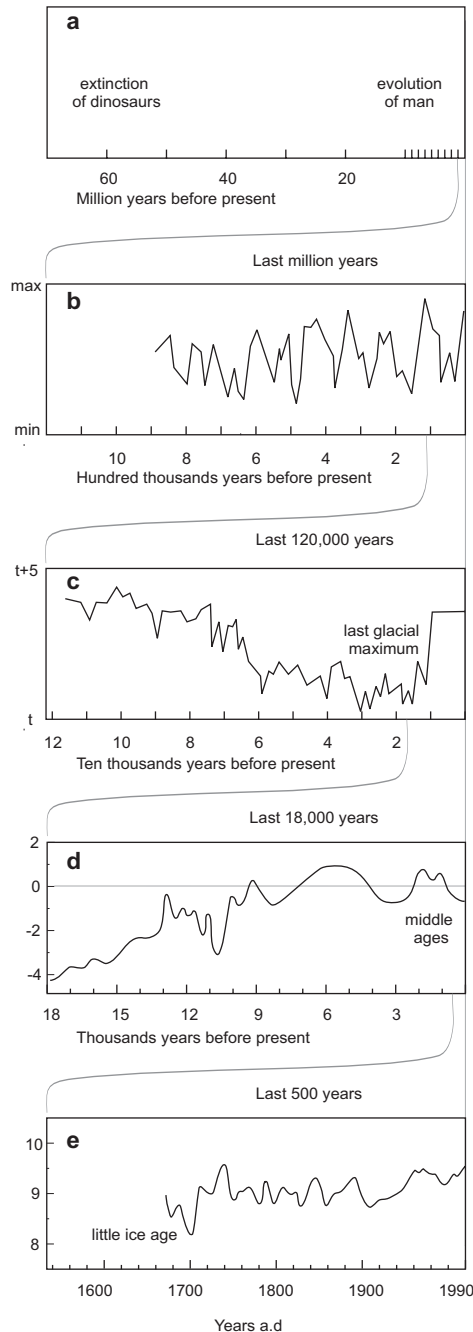 a
extinction
of dinosaurs
evolution
of man
60 40 20
Million years before present
Last million years
max
b
min
10 8 6 4 2
Hundred thousands years before present
Last 120,000 years
t+5
c
last glacial
maximum
t
12 10 8 6 4 2
Ten thousands years before present
Last 18,000 years
2
d
0
-2
middle
ages
-4
18 15 12 9 6 3
Thousands years before present
Last 500 years
10
e
9
little ice age
8
1600 1700 1800 1900 1990
Years a.d